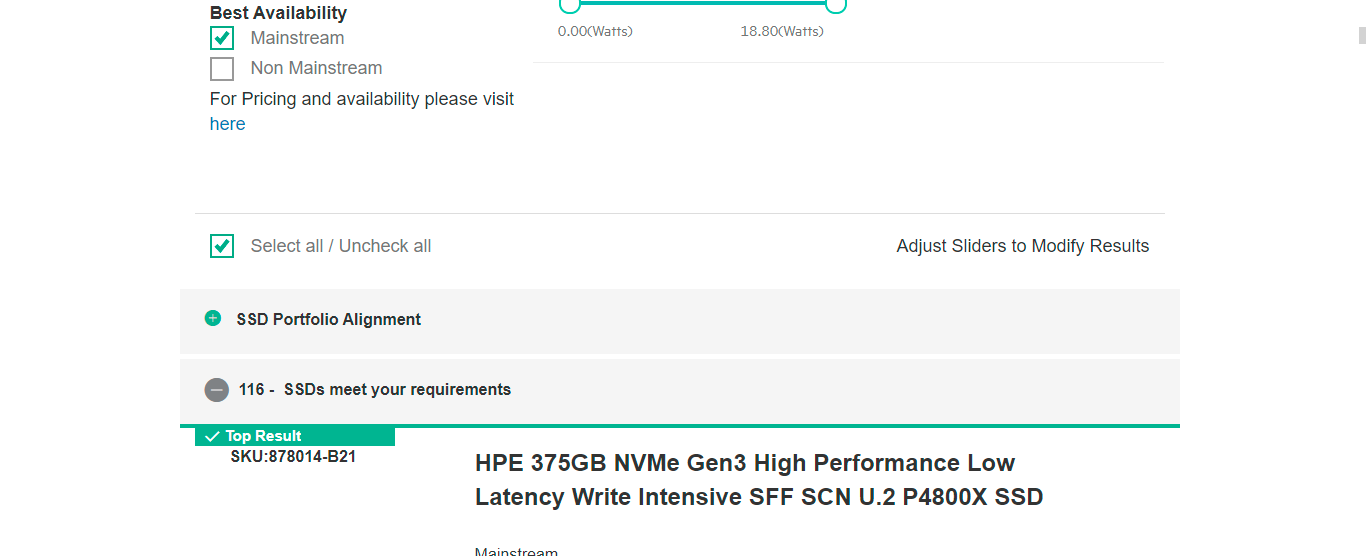 Best Availability
Mainstream
Non Mainstream
For Pricing and availability please visit
here
0.00(Watts) 18.80(Watts)
Select all / Uncheck all
Adjust Sliders to Modify Results
SSD Portfolio Alignment
116 - SSDs meet your requirements
Top Result
SKU:878014-B21
HPE 375GB NVMe Gen3 High Performance Low
Latency Write Intensive SFF SCN U.2 P4800X SSD
Mainstream